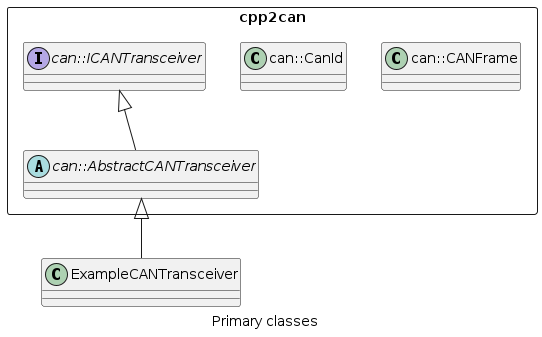 cpp2can
I can::ICANTransceiver
C can::CanId
C can::CANFrame
A can::AbstractCANTransceiver
C ExampleCANTransceiver
Primary classes